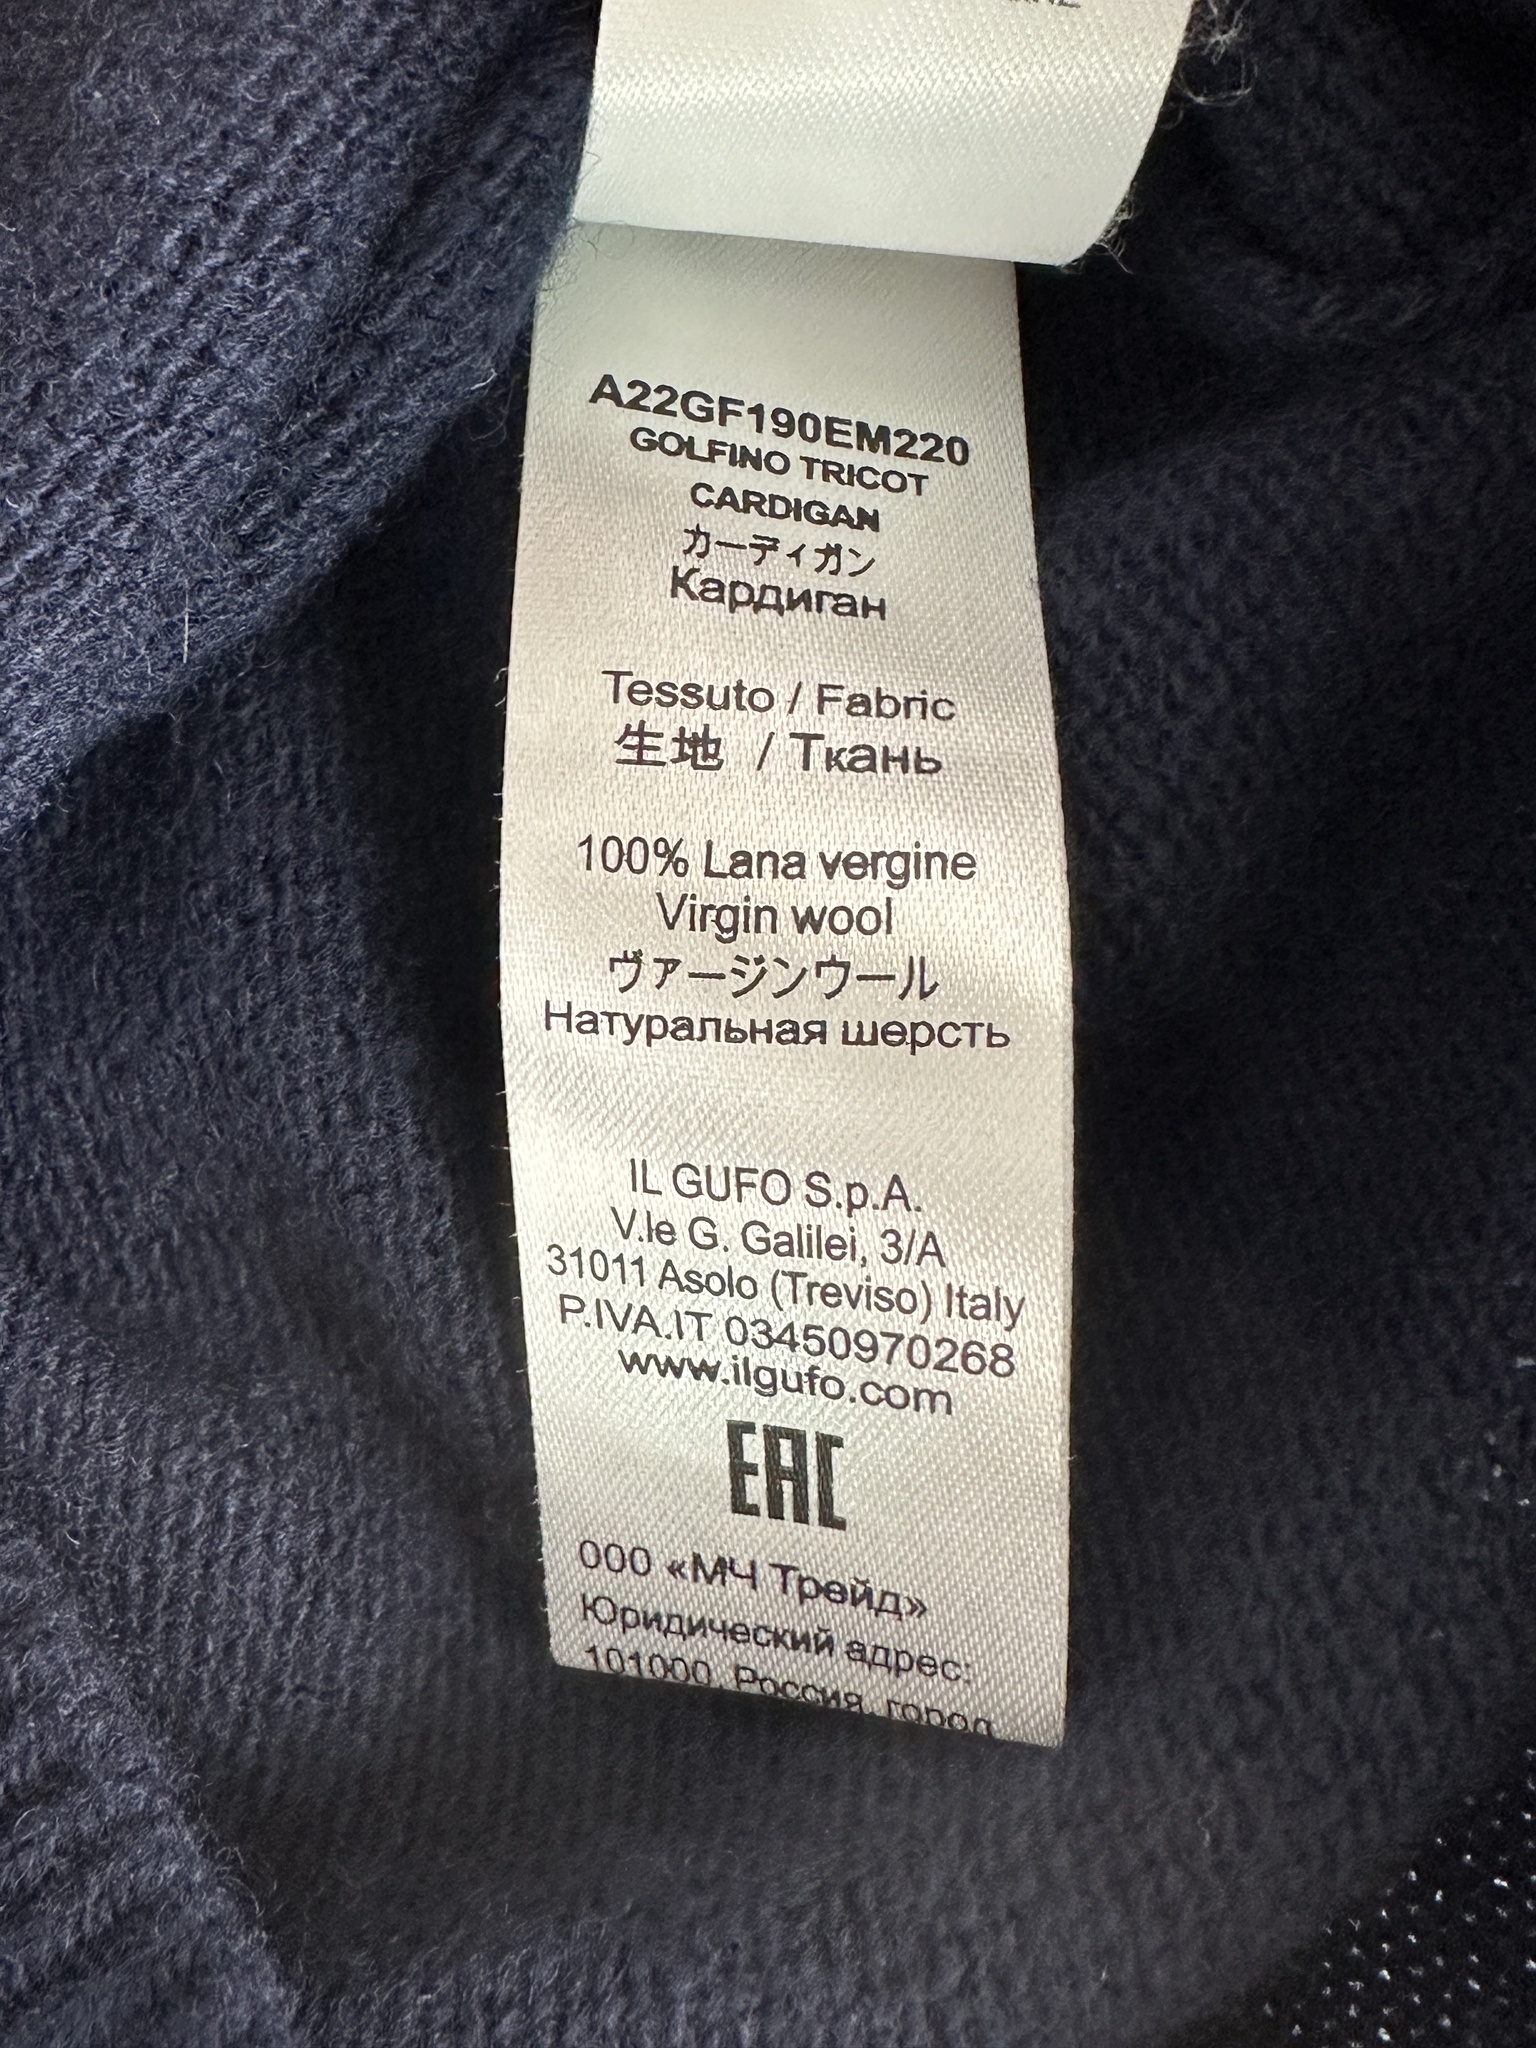 A22GF190EM220
GOLFINO TRICOT
CARDIGAN
カーディガン
Кардиган
Tessuto / Fabric
生地 / Ткань
100% Lana vergine
Virgin wool
ヴァージンウール
Натуральная шерсть
IL GUFO S.p.A.
V.le G. Galilei, 3/A
31011 Asolo (Treviso) Italy
P.IVA.IT 03450970268
www.ilgufo.com
EAC
ООО «МЧ Трейд»
Юридический адрес:
101000, Россия, город